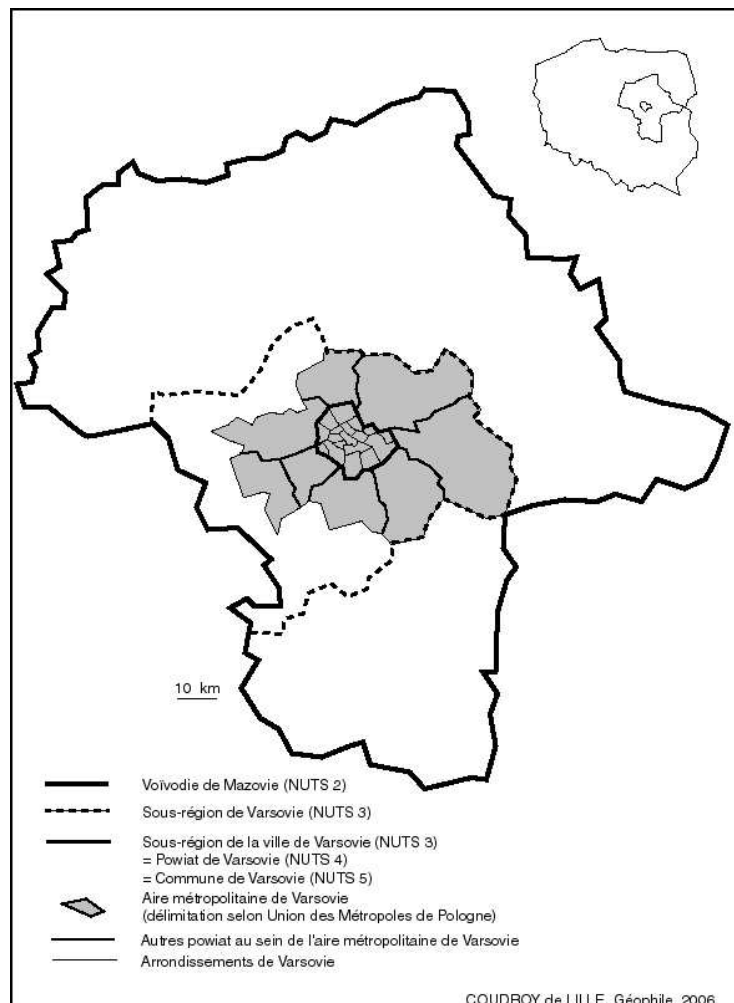 10 km
Voïvodie de Mazovie (NUTS 2)
Sous-région de Varsovie (NUTS 3)
Sous-région de la ville de Varsovie (NUTS 3)
= Powiat de Varsovie (NUTS 4)
= Commune de Varsovie (NUTS 5)
Aire métropolitaine de Varsovie
(délimitation selon Union des Métropoles de Pologne)
Autres powiat au sein de l'aire métropolitaine de Varsovie
Arrondissements de Varsovie
COUDROY de LILLE, Géophile, 2006